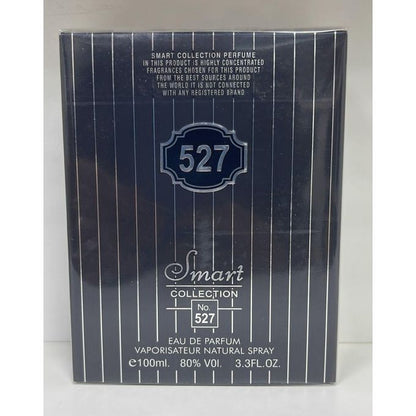 SMART COLLECTION PERFUME
IN THIS PRODUCT IS HIGHLY CONCENTRATED
FRAGRANCES CHOSEN FOR THIS PRODUCT
FROM THE BEST SOURCES AROUND
THE WORLD IT IS NOT CONNECTED
WITH ANY REGISTERED BRAND
527
Smart
COLLECTION
No.
527
EAU DE PARFUM
VAPORISATEUR NATURAL SPRAY
℮100ml. 80% VOl. 3.3FL.OZ.